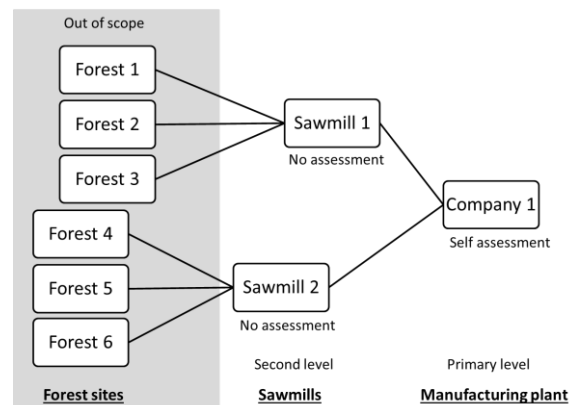 Out of scope
Forest 1
Forest 2
Forest 3
Forest 4
Forest 5
Forest 6
Sawmill 1
No assessment
Sawmill 2
No assessment
Company 1
Self assessment
Second level
Primary level
Forest sites
Sawmills
Manufacturing plant